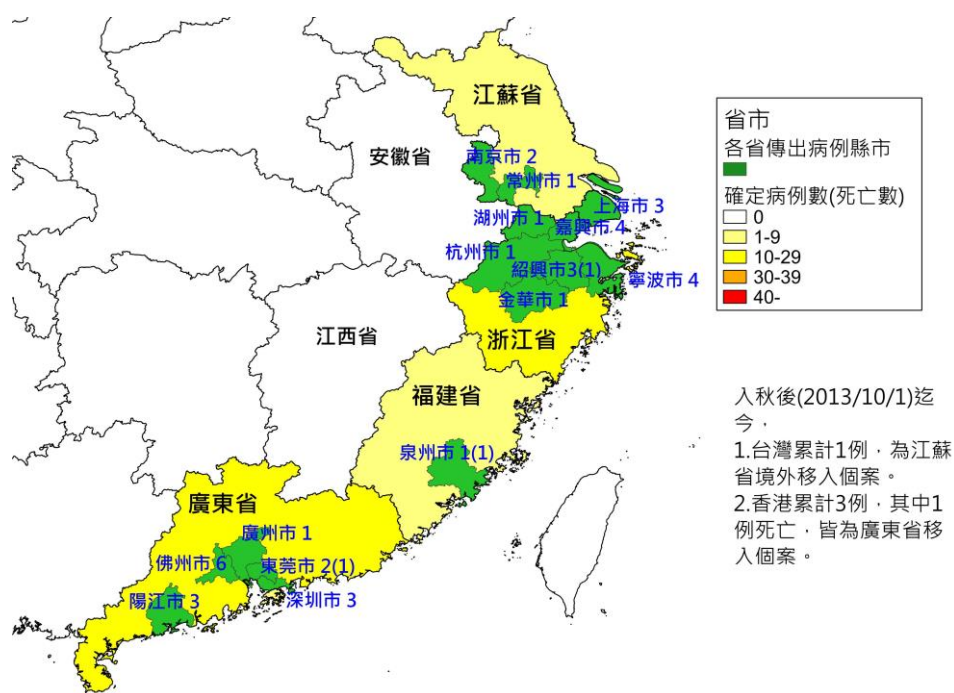 江蘇省
安徽省
南京市 2
常州市 1
上海市 3
湖州市 1
嘉興市 4
杭州市 1
紹興市3(1)
寧波市 4
金華市 1
浙江省
江西省
福建省
泉州市 1(1)
廣東省
廣州市 1
佛州市 6
東莞市 2(1)
陽江市 3
深圳市 3
省市
各省傳出病例縣市
確定病例數(死亡數)
0
1-9
10-29
30-39
40-
入秋後(2013/10/1)迄
今，
1.台灣累計1例，為江蘇
省境外移入個案。
2.香港累計3例，其中1
例死亡，皆為廣東省移
入個案。